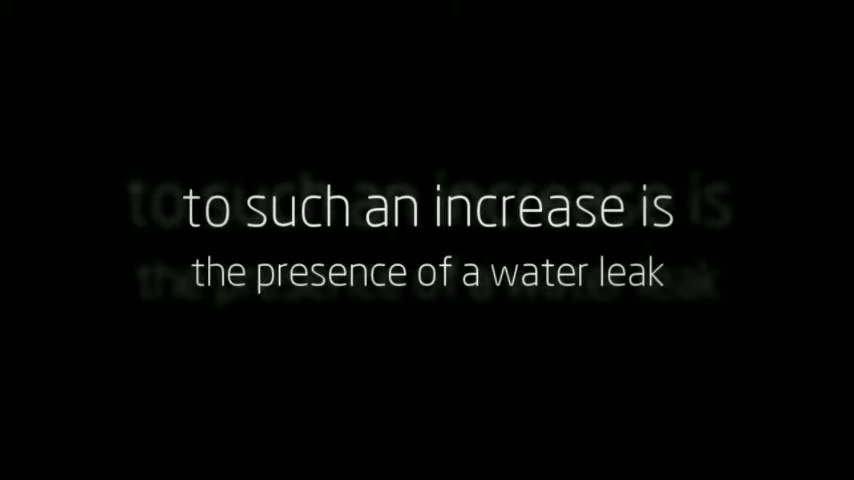 to such an increase is
the presence of a water leak